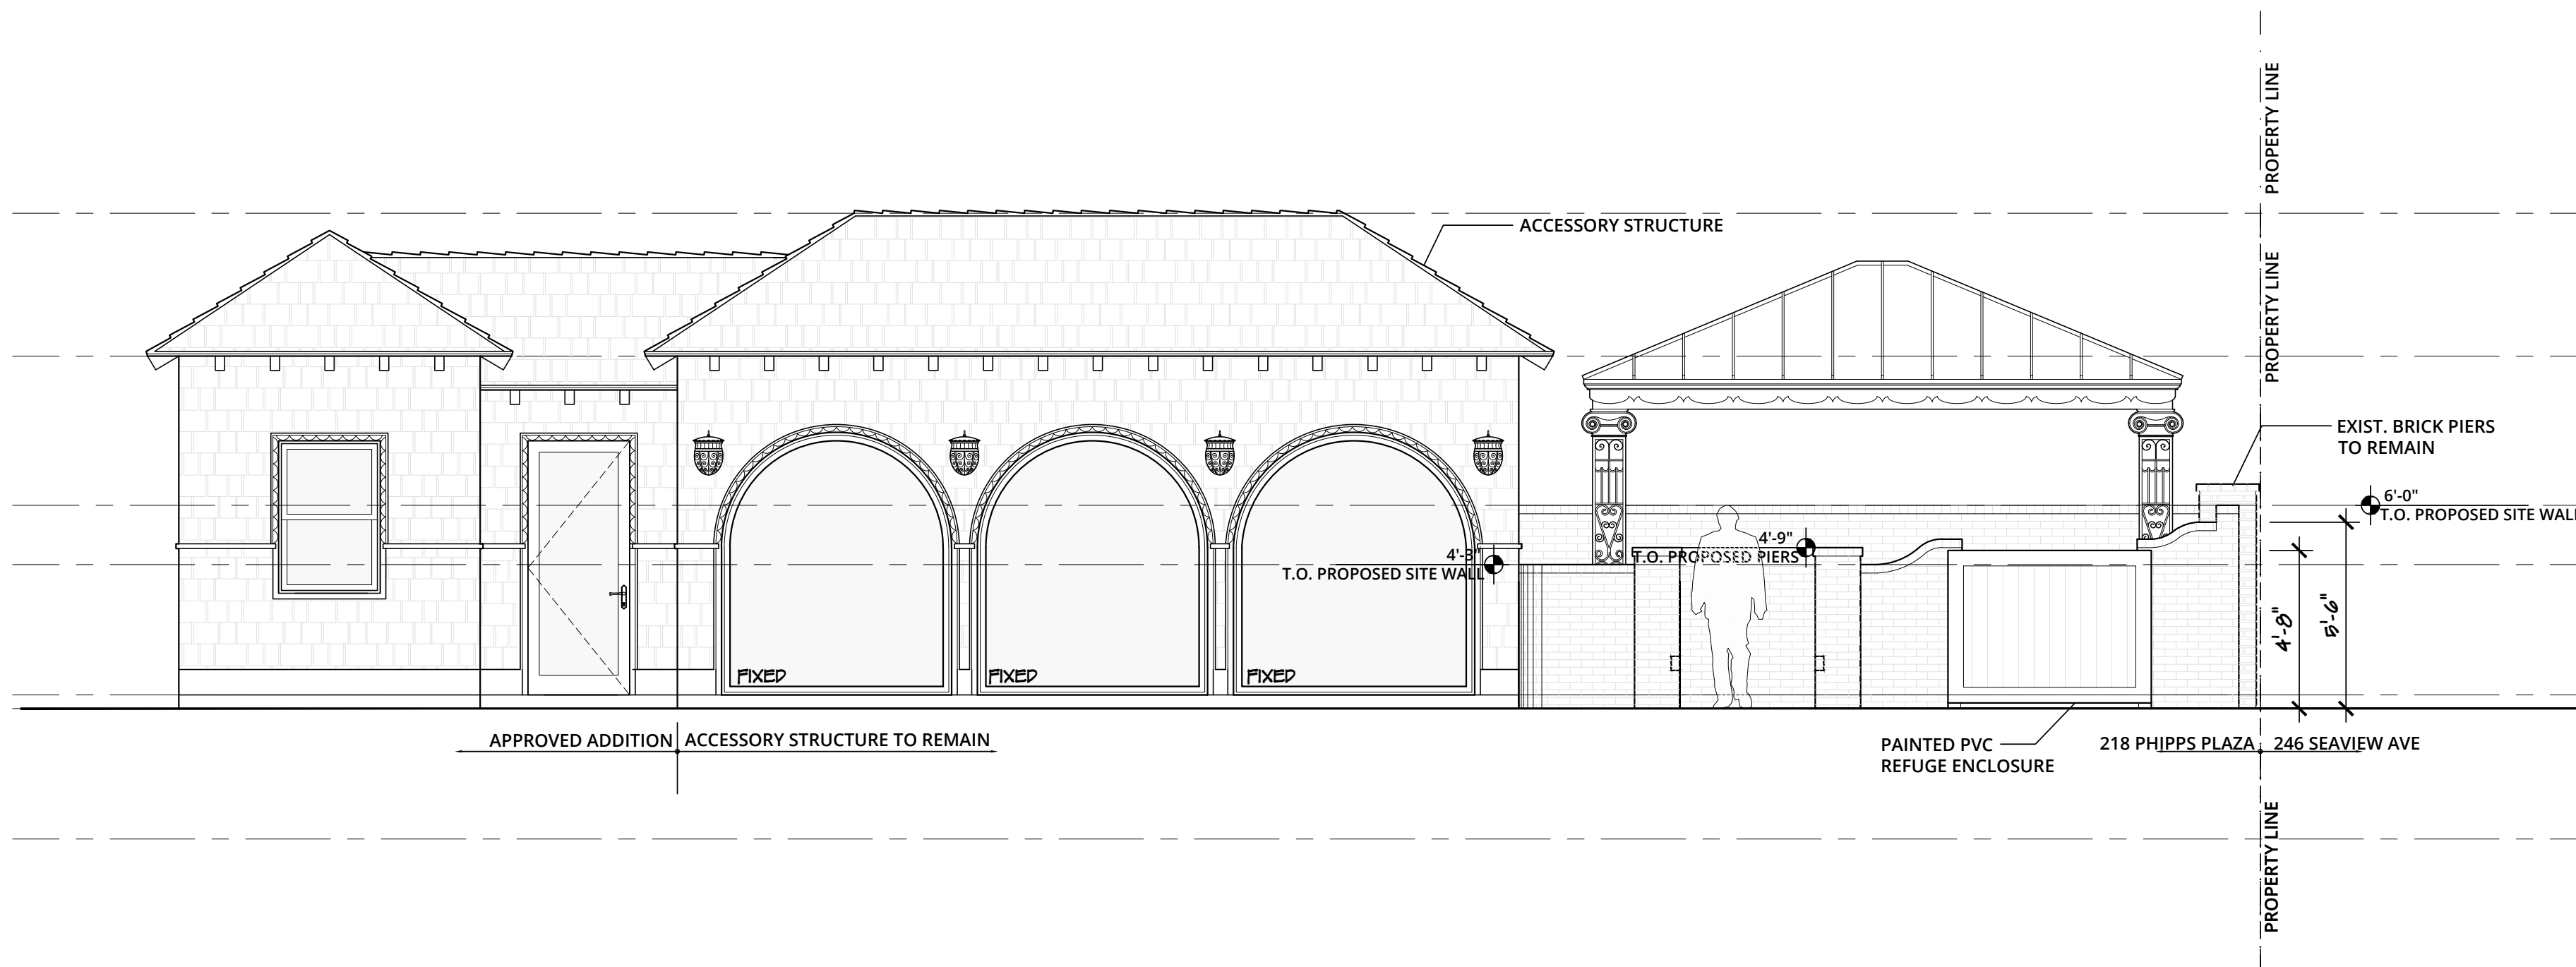 PROPERTY LINE
ACCESSORY STRUCTURE
PROPERTY LINE
EXIST. BRICK PIERS
TO REMAIN
6'-0"
T.O. PROPOSED SITE WALL
4'-9"
T.O. PROPOSED PIERS
4'-3"
T.O. PROPOSED SITE WALL
4'-8"
5'-6"
FIXED
FIXED
FIXED
APPROVED ADDITION
ACCESSORY STRUCTURE TO REMAIN
PAINTED PVC
REFUGE ENCLOSURE
218 PHIPPS PLAZA
246 SEAVIEW AVE
PROPERTY LINE